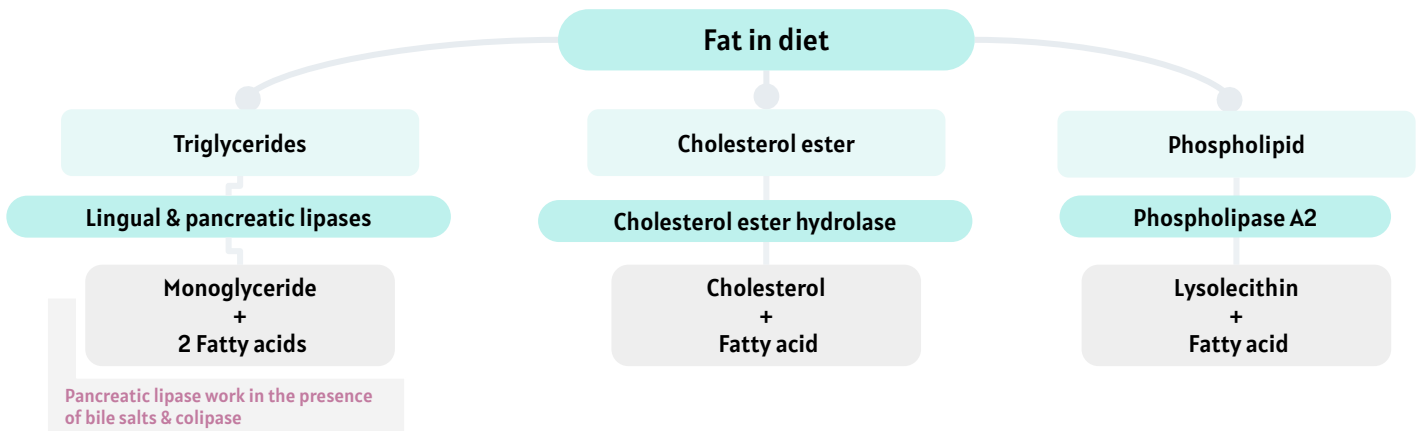 Fat in diet
Triglycerides
Lingual & pancreatic lipases
Monoglyceride
+
2 Fatty acids
Pancreatic lipase work in the presence
of bile salts & colipase
Cholesterol ester
Cholesterol ester hydrolase
Cholesterol
+
Fatty acid
Phospholipid
Phospholipase A2
Lysolecithin
+
Fatty acid